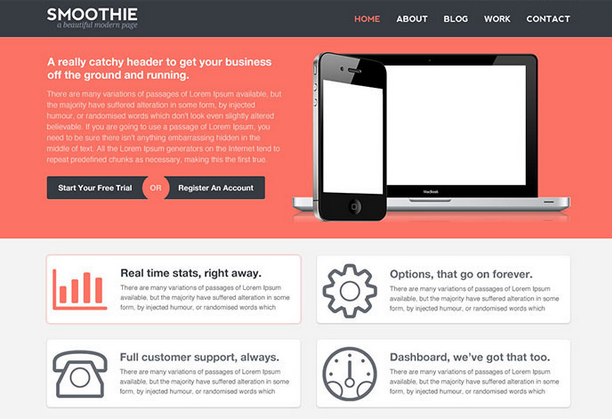 SMOOTHIE
a beautiful modern page
HOME ABOUT BLOG WORK CONTACT
A really catchy header to get your business
off the ground and running.
There are many variations of passages of Lorem Ipsum available, but
the majority have suffered alteration in some form, by injected
humour, or randomised words which don't look even slightly altered
believable. If you are going to use a passage of Lorem Ipsum, you
need to be sure there isn't anything embarrassing hidden in the
middle of text. All the Lorem Ipsum generators on the Internet tend to
repeat predefined chunks as necessary, making this the first true
Start Your Free Trial OR Register An Account
MacBook
Real time stats, right away.
There are many variations of passages of Lorem Ipsum
available, but the majority have suffered alteration in some
form, by injected humour, or randomised words which
Options, that go on forever.
There are many variations of passages of Lorem Ipsum
available, but the majority have suffered alteration in some
form, by injected humour, or randomised words which
Full customer support, always.
There are many variations of passages of Lorem Ipsum
available, but the majority have suffered alteration in some
form, by injected humour, or randomised words which
Dashboard, we've got that too.
There are many variations of passages of Lorem Ipsum
available, but the majority have suffered alteration in some
form, by injected humour, or randomised words which